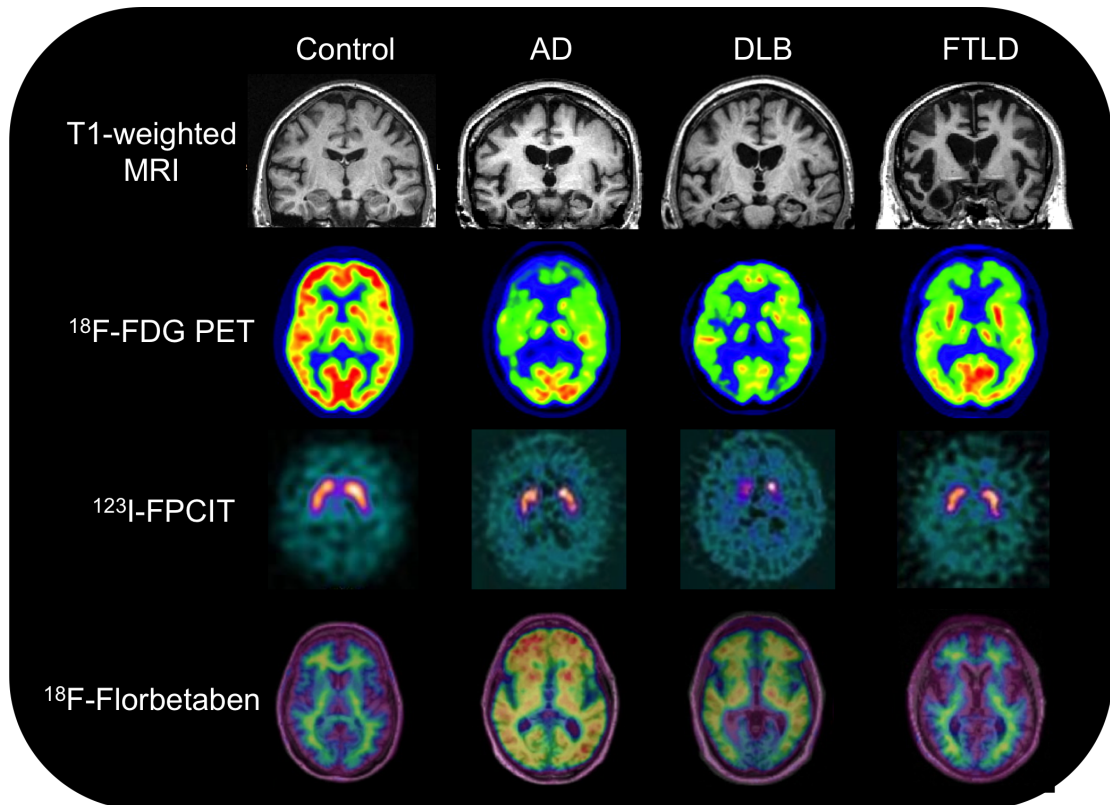 Control AD DLB FTLD
T1-weighted
MRI
L
¹⁸F-FDG PET
¹²³I-FPCIT
¹⁸F-Florbetaben